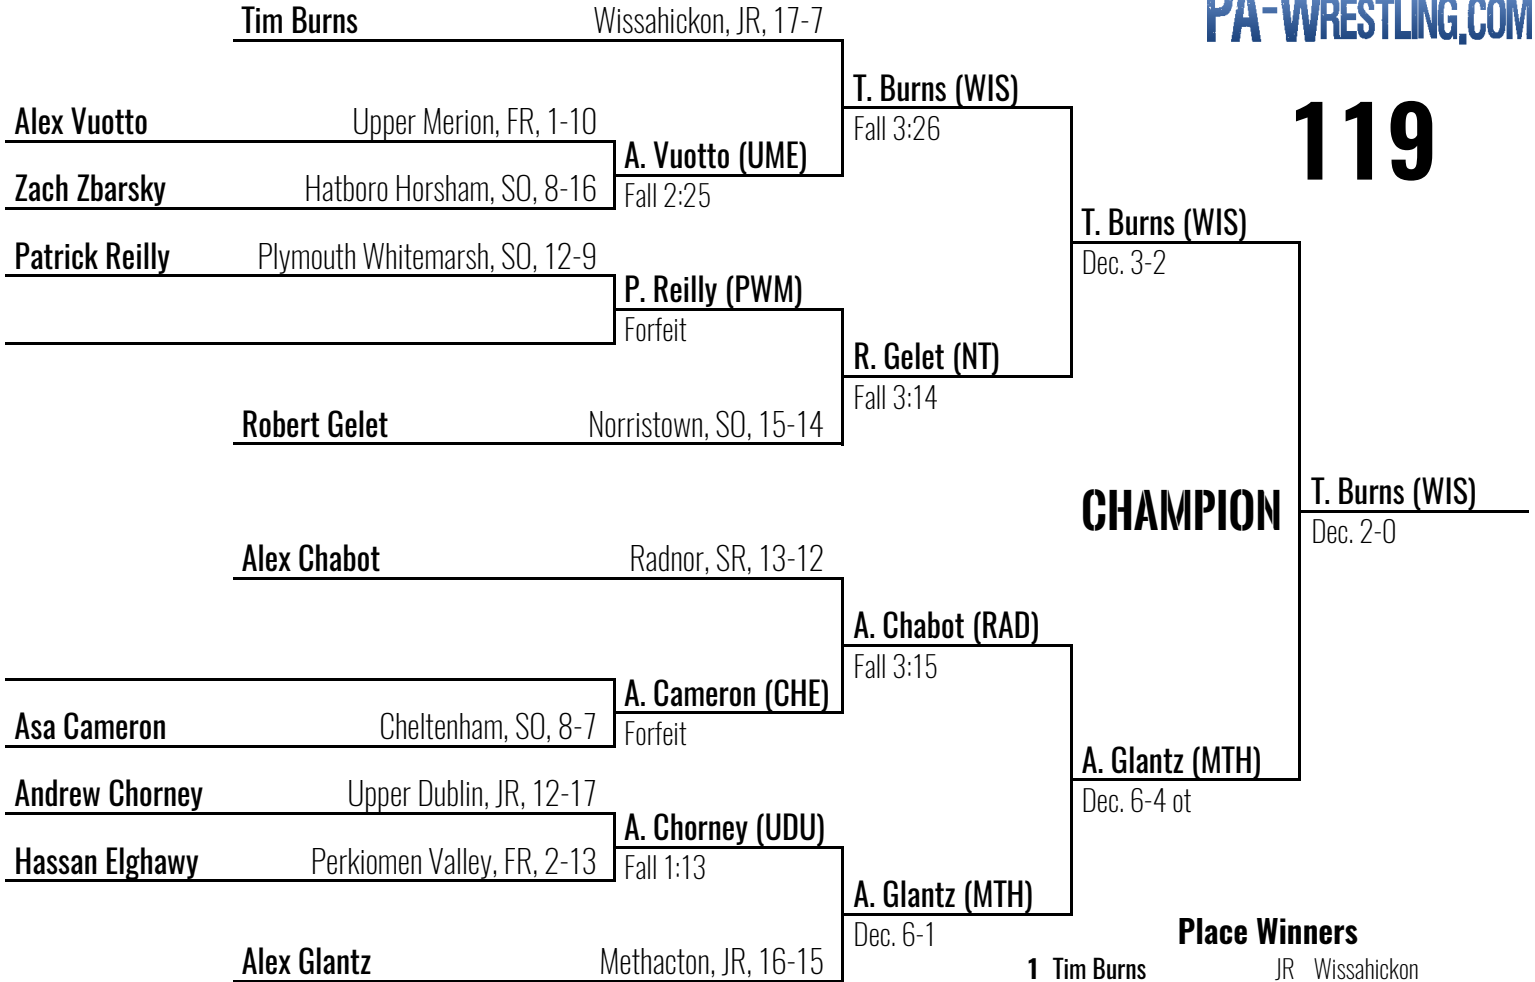 Tim Burns Wissahickon, JR, 17-7
PA-WRESTLING.COM
T. Burns (WIS)
119
Alex Vuotto Upper Merion, FR, 1-10
Fall 3:26
A. Vuotto (UME)
Zach Zbarsky Hatboro Horsham, SO, 8-16
Fall 2:25
T. Burns (WIS)
Patrick Reilly Plymouth Whitemarsh, SO, 12-9
Dec. 3-2
P. Reilly (PWM)
Forfeit
R. Gelet (NT)
Fall 3:14
Robert Gelet Norristown, SO, 15-14
CHAMPION
T. Burns (WIS)
Dec. 2-0
Alex Chabot Radnor, SR, 13-12
A. Chabot (RAD)
Fall 3:15
A. Cameron (CHE)
Asa Cameron Cheltenham, SO, 8-7
Forfeit
A. Glantz (MTH)
Andrew Chorney Upper Dublin, JR, 12-17
Dec. 6-4 ot
A. Chorney (UDU)
Hassan Elghawy Perkiomen Valley, FR, 2-13
Fall 1:13
A. Glantz (MTH)
Dec. 6-1
Place Winners
Alex Glantz Methacton, JR, 16-15
1 Tim Burns JR Wissahickon